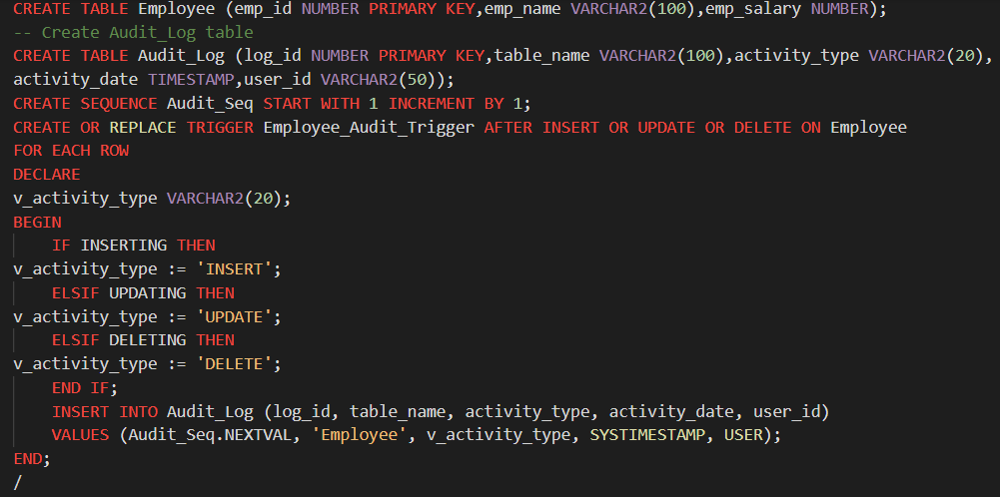 CREATE TABLE Employee (emp_id NUMBER PRIMARY KEY,emp_name VARCHAR2(100),emp_salary NUMBER);
-- Create Audit_Log table
CREATE TABLE Audit_Log (log_id NUMBER PRIMARY KEY,table_name VARCHAR2(100),activity_type VARCHAR2(20),
activity_date TIMESTAMP,user_id VARCHAR2(50));
CREATE SEQUENCE Audit_Seq START WITH 1 INCREMENT BY 1;
CREATE OR REPLACE TRIGGER Employee_Audit_Trigger AFTER INSERT OR UPDATE OR DELETE ON Employee
FOR EACH ROW
DECLARE
v_activity_type VARCHAR2(20);
BEGIN
    IF INSERTING THEN
v_activity_type := 'INSERT';
    ELSIF UPDATING THEN
v_activity_type := 'UPDATE';
    ELSIF DELETING THEN
v_activity_type := 'DELETE';
    END IF;
    INSERT INTO Audit_Log (log_id, table_name, activity_type, activity_date, user_id)
    VALUES (Audit_Seq.NEXTVAL, 'Employee', v_activity_type, SYSTIMESTAMP, USER);
END;
/